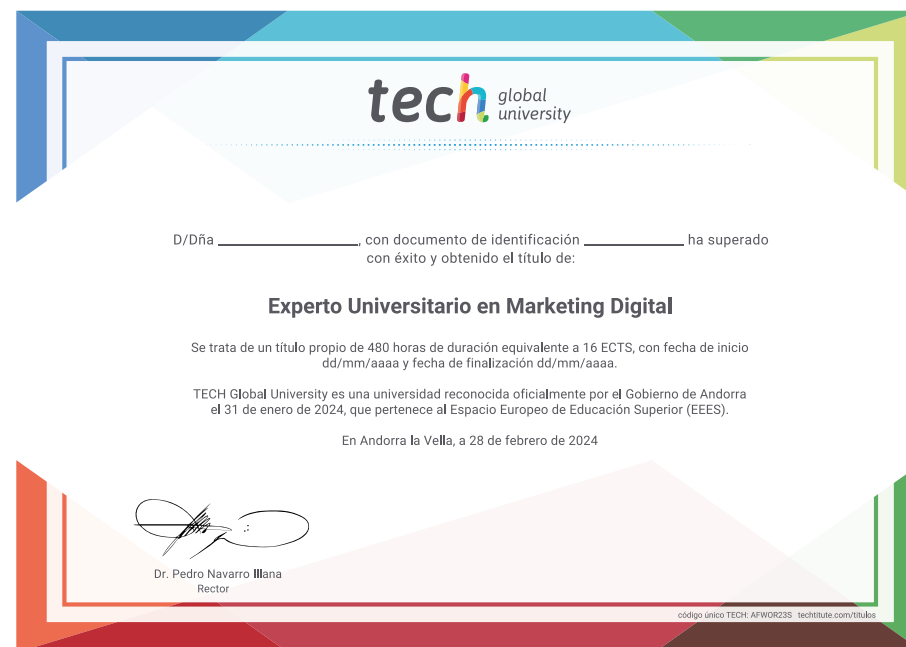 tech global university
D/Dña ____________________, con documento de identificación ______________ ha superado
con éxito y obtenido el título de:
Experto Universitario en Marketing Digital
Se trata de un título propio de 480 horas de duración equivalente a 16 ECTS, con fecha de inicio
dd/mm/aaaa y fecha de finalización dd/mm/aaaa.
TECH Global University es una universidad reconocida oficialmente por el Gobierno de Andorra
el 31 de enero de 2024, que pertenece al Espacio Europeo de Educación Superior (EEES).
En Andorra la Vella, a 28 de febrero de 2024
Dr. Pedro Navarro Illana
Rector
código único TECH: AFWOR23S techtitute.com/titulos